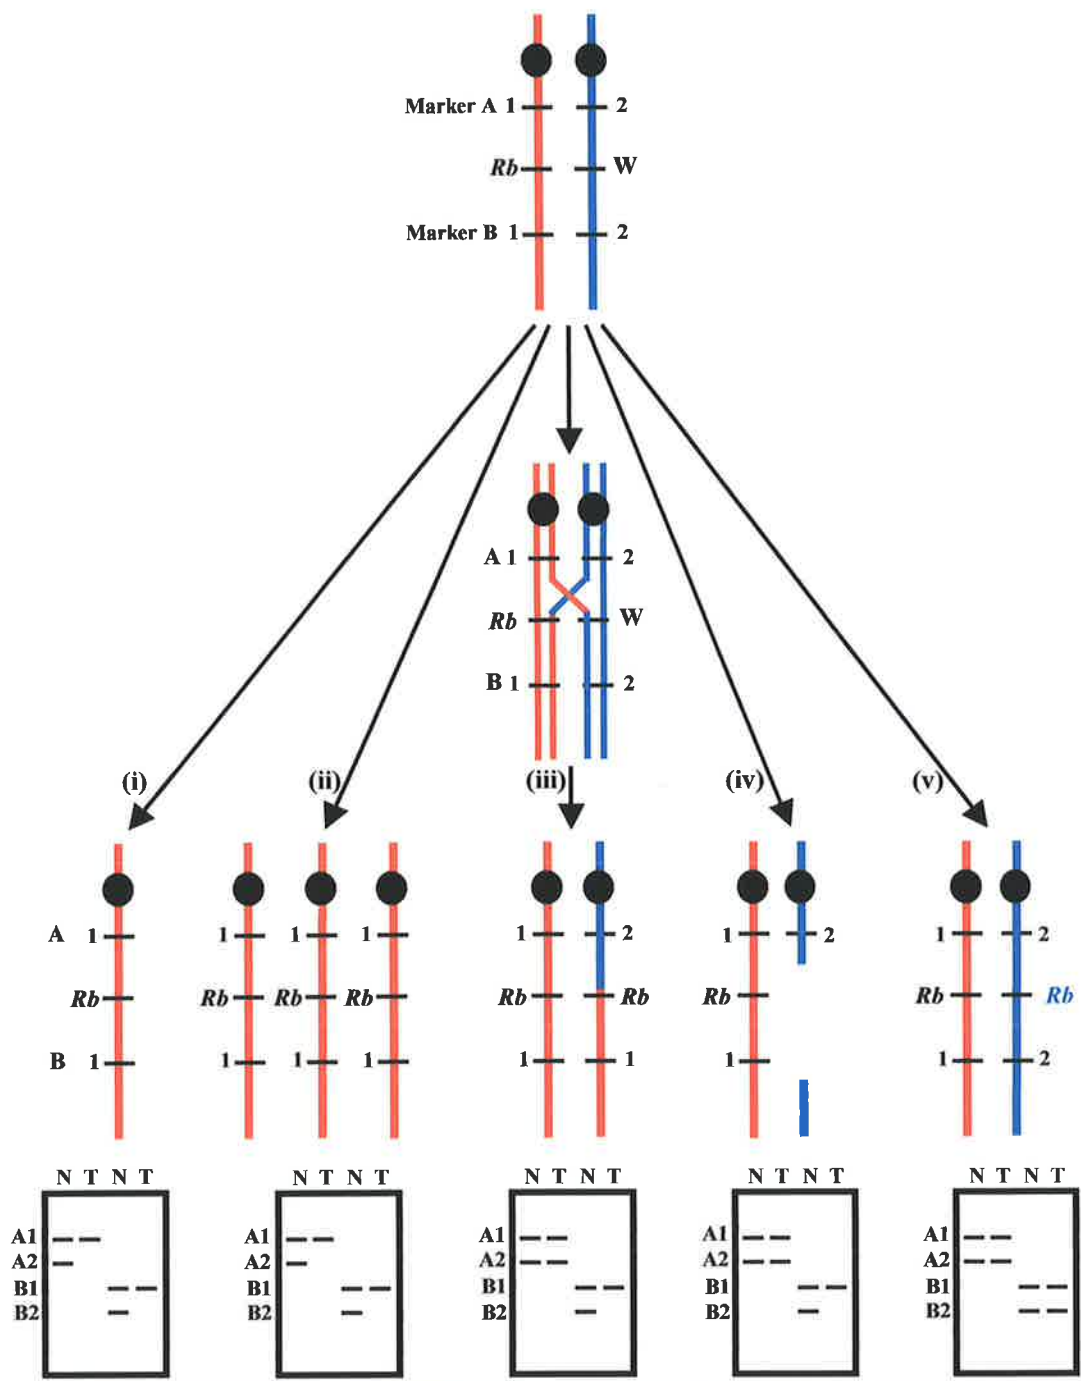 Marker A 1 2
Rb W
Marker B 1 2
A 1 2
Rb W
B 1 2
(i) (ii) (iii) (iv) (v)
A 1 1 1 1 1 2 1 2 1 2
Rb Rb Rb Rb Rb Rb Rb Rb Rb
B 1 1 1 1 1 1 1 1 2
N T N T N T N T N T N T N T N T N T N T
A1 A1 A1 A1 A1
A2 A2 A2 A2 A2
B1 B1 B1 B1 B1
B2 B2 B2 B2 B2